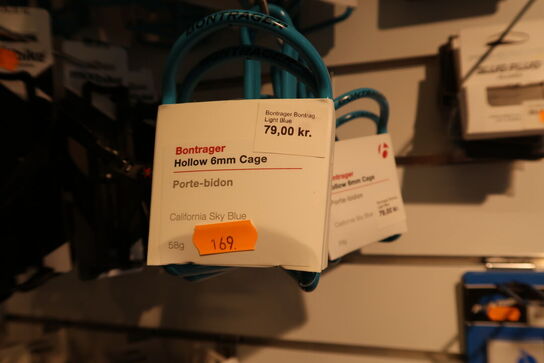 BONTRAGER
BONTRAGER
Bontrager Bontrag
Light Blue
79,00 kr.
Bontrager
Hollow 6mm Cage
Porte-bidon
California Sky Blue
58g
169.
Bontrager
Hollow 6mm Cage
Porte-bidon
California Sky Blue
79,00 kr.